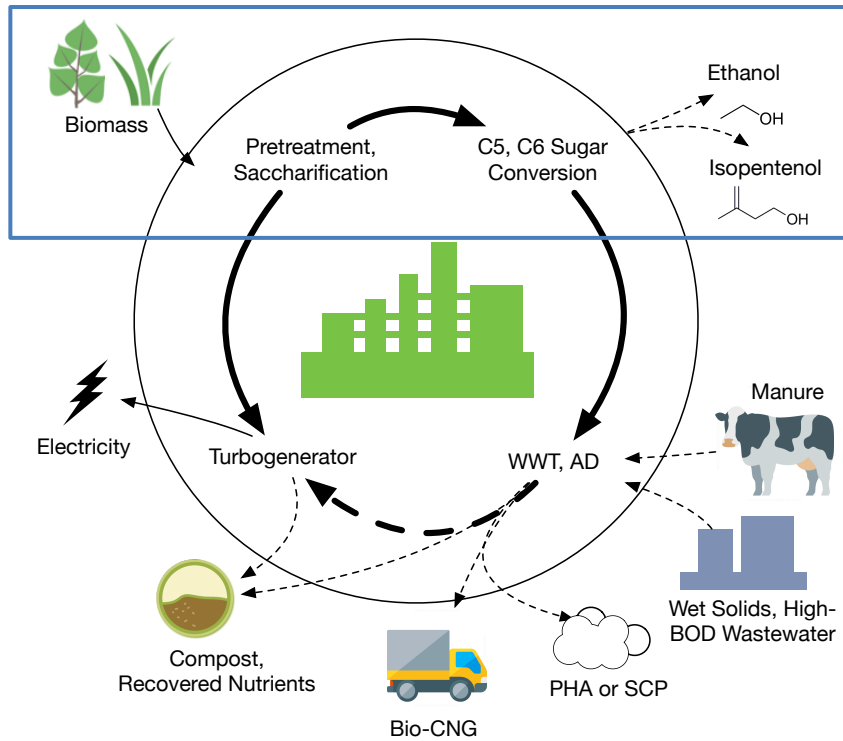 Biomass
Pretreatment,
Saccharification
C5, C6 Sugar
Conversion
Ethanol
OH
Isopentenol
OH
Electricity
Turbogenerator
WWT, AD
Manure
Wet Solids, High-
BOD Wastewater
Compost,
Recovered Nutrients
Bio-CNG
PHA or SCP